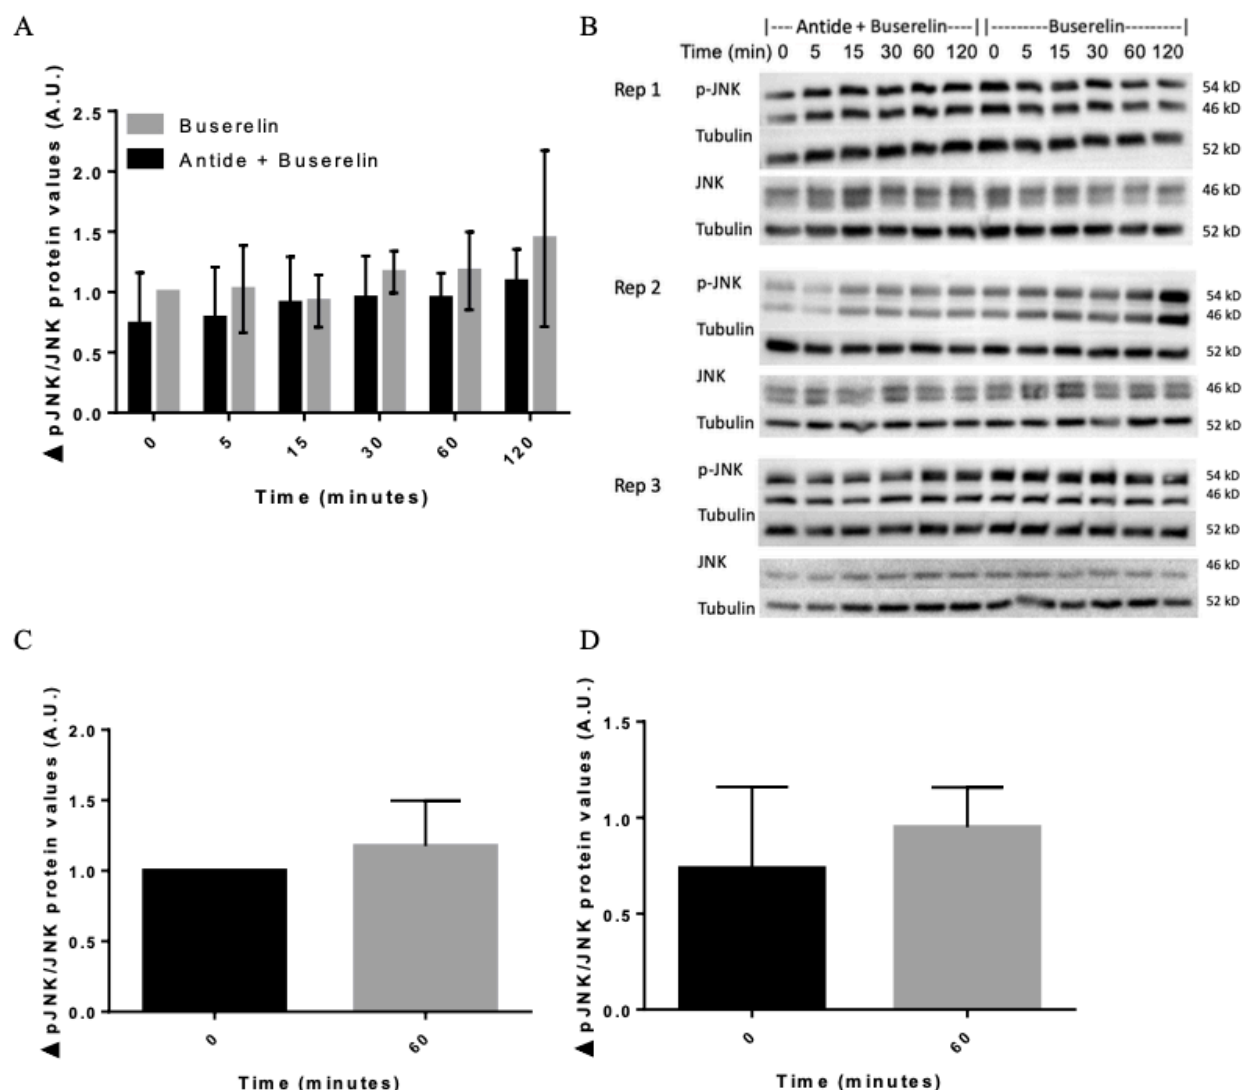 A
▲ pJNK/JNK protein values (A.U.)
2.5
2.0
1.5
1.0
0.5
0.0
Buserelin
Antide + Buserelin
0 5 15 30 60 120
Time (minutes)
B
|---- Antide + Buserelin----||----------Buserelin----------|
Time (min) 0 5 15 30 60 120 0 5 15 30 60 120
Rep 1 p-JNK 54 kD
46 kD
Tubulin 52 kD
JNK 46 kD
Tubulin 52 kD
Rep 2 p-JNK 54 kD
46 kD
Tubulin 52 kD
JNK 46 kD
Tubulin 52 kD
Rep 3 p-JNK 54 kD
46 kD
Tubulin 52 kD
JNK 46 kD
Tubulin 52 kD
C
▲ pJNK/JNK protein values (A.U.)
2.0
1.5
1.0
0.5
0.0
0 60
Time (minutes)
D
▲ pJNK/JNK protein values (A.U.)
1.5
1.0
0.5
0.0
0 60
Time (minutes)